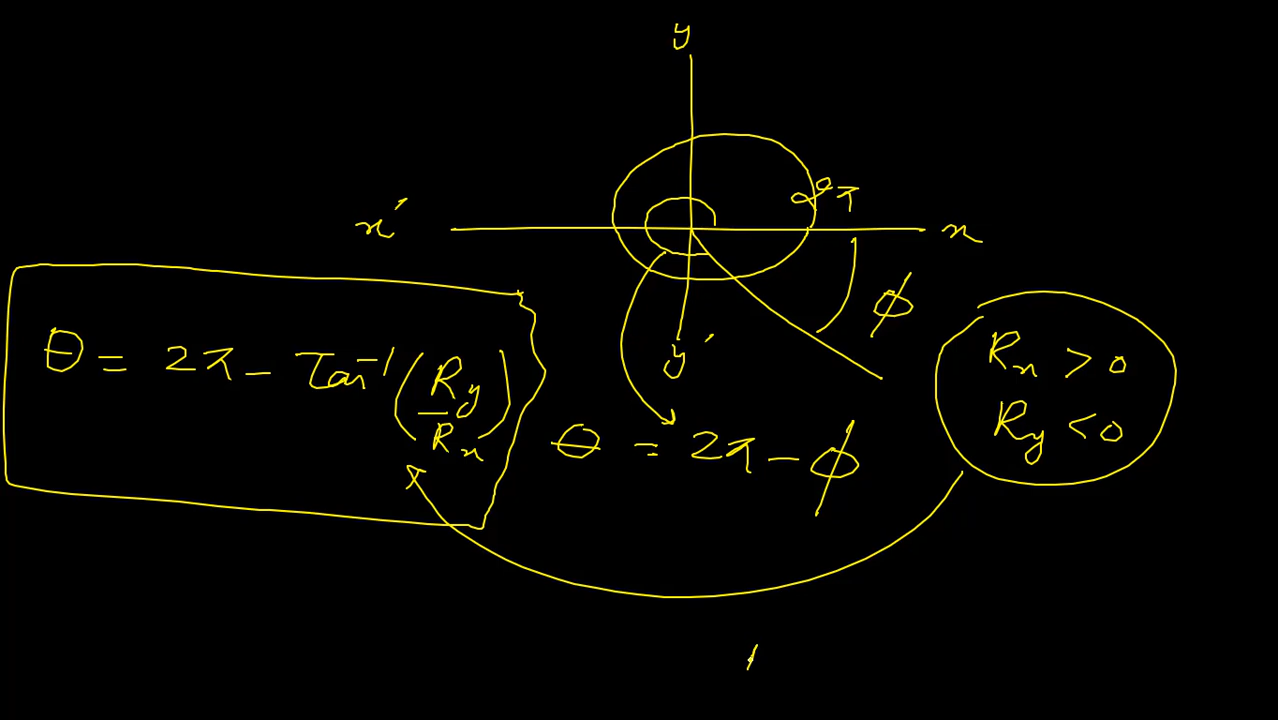 y
2π
x′
x
ϕ
Rx > 0
y′
θ = 2π - Tan⁻¹(Ry/Rx)
Ry < 0
θ = 2π - ϕ